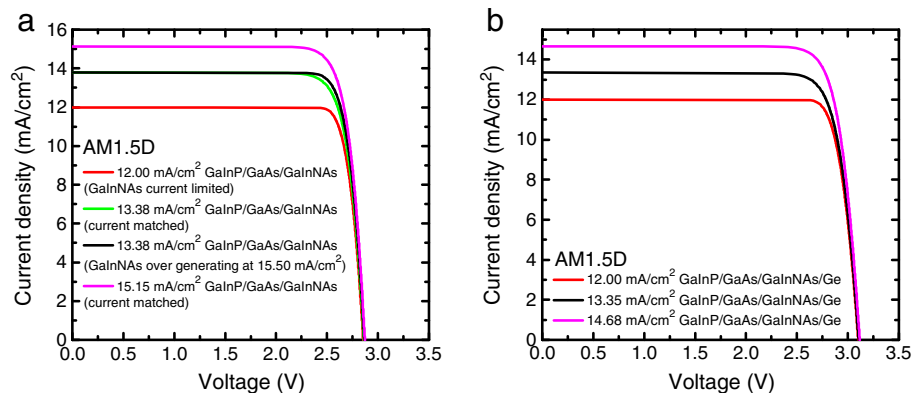 a
Current density (mA/cm²)
16
14
12
10
8
6
4
2
0
AM1.5D
12.00 mA/cm² GaInP/GaAs/GaInNAs
(GaInNAs current limited)
13.38 mA/cm² GaInP/GaAs/GaInNAs
(current matched)
13.38 mA/cm² GaInP/GaAs/GaInNAs
(GaInNAs over generating at 15.50 mA/cm²)
15.15 mA/cm² GaInP/GaAs/GaInNAs
(current matched)
0.0 0.5 1.0 1.5 2.0 2.5 3.0 3.5
Voltage (V)
b
Current density (mA/cm²)
14
12
10
8
6
4
2
0
AM1.5D
12.00 mA/cm² GaInP/GaAs/GaInNAs/Ge
13.35 mA/cm² GaInP/GaAs/GaInNAs/Ge
14.68 mA/cm² GaInP/GaAs/GaInNAs/Ge
0.0 0.5 1.0 1.5 2.0 2.5 3.0 3.5
Voltage (V)